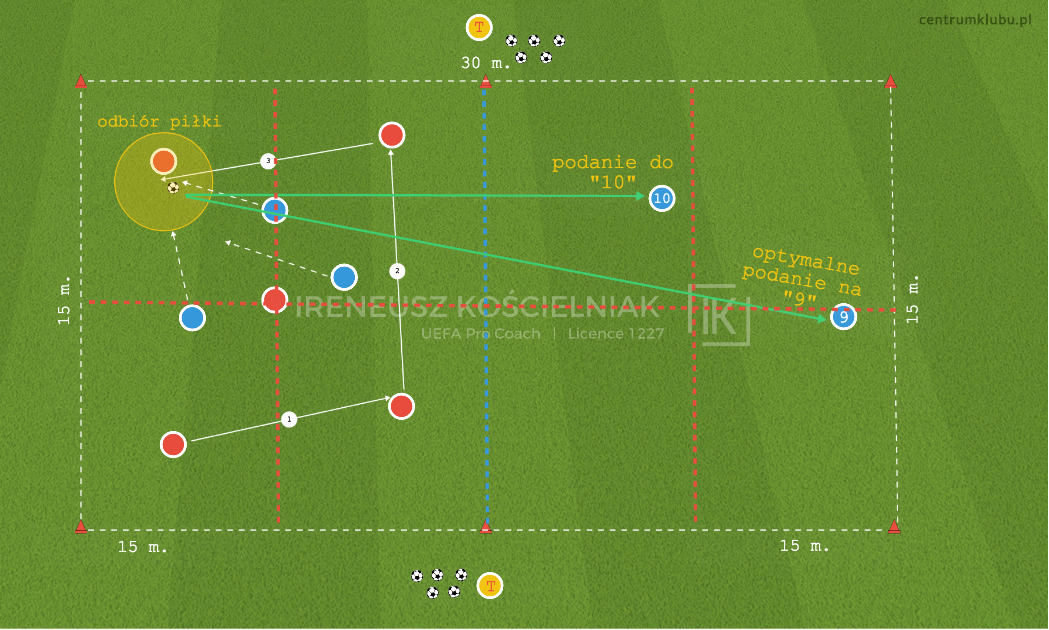 centrumklubu.pl
T
30 m.
odbiór piłki
3
podanie do
"10"
10
optymalne
podanie na
"9"
9
2
15 m.
15 m.
IRENEUSZ KOŚCIELNIAK
IK
UEFA Pro Coach | Licence 1227
1
15 m.
15 m.
T